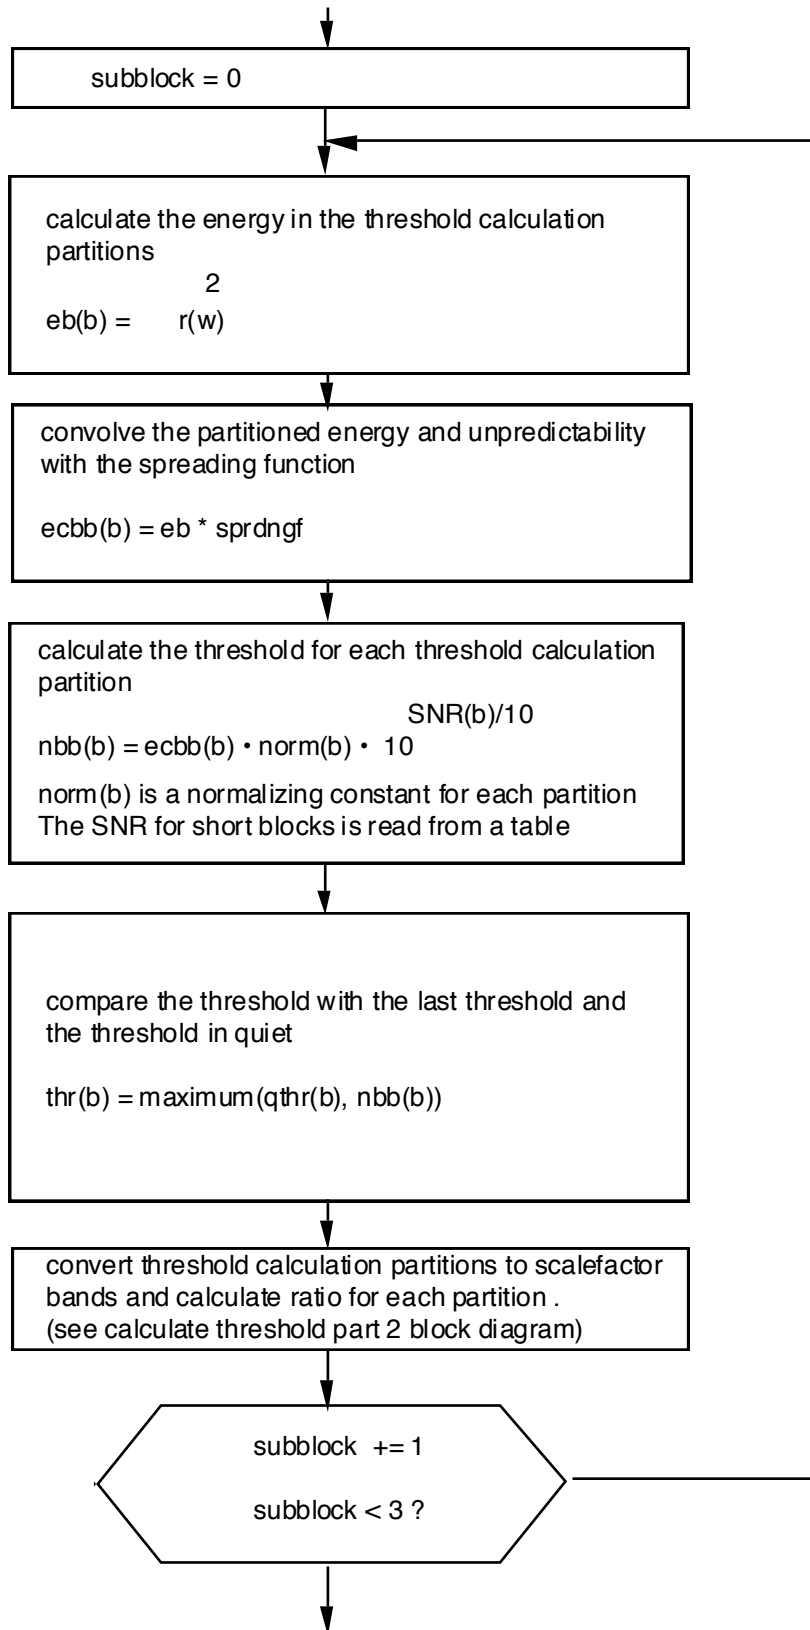 subblock = 0
calculate the energy in the threshold calculation
partitions
2
eb(b) = r(w)
convolve the partitioned energy and unpredictability
with the spreading function
ecbb(b) = eb * sprdngf
calculate the threshold for each threshold calculation
partition
SNR(b)/10
nbb(b) = ecbb(b) • norm(b) • 10
norm(b) is a normalizing constant for each partition
The SNR for short blocks is read from a table
compare the threshold with the last threshold and
the threshold in quiet
thr(b) = maximum(qthr(b), nbb(b))
convert threshold calculation partitions to scalefactor
bands and calculate ratio for each partition .
(see calculate threshold part 2 block diagram)
subblock += 1
subblock < 3 ?